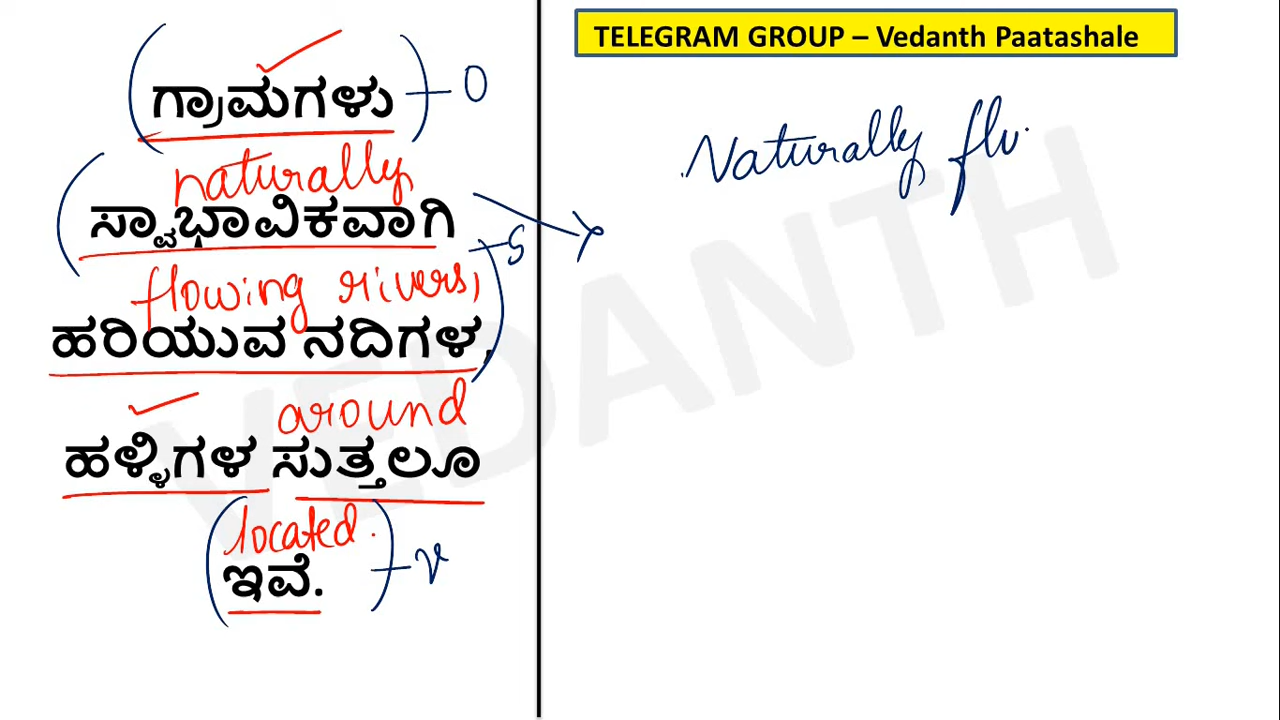 ಗ್ರಾಮಗಳು - O
naturally
ಸ್ವಾಭಾವಿಕವಾಗಿ - S
flowing rivers,
ಹರಿಯುವ ನದಿಗಳ,
around
ಹಳ್ಳಿಗಳ ಸುತ್ತಲೂ
located.
ಇವೆ. - V
TELEGRAM GROUP – Vedanth Paatashale
Naturally flo
VEDANTH